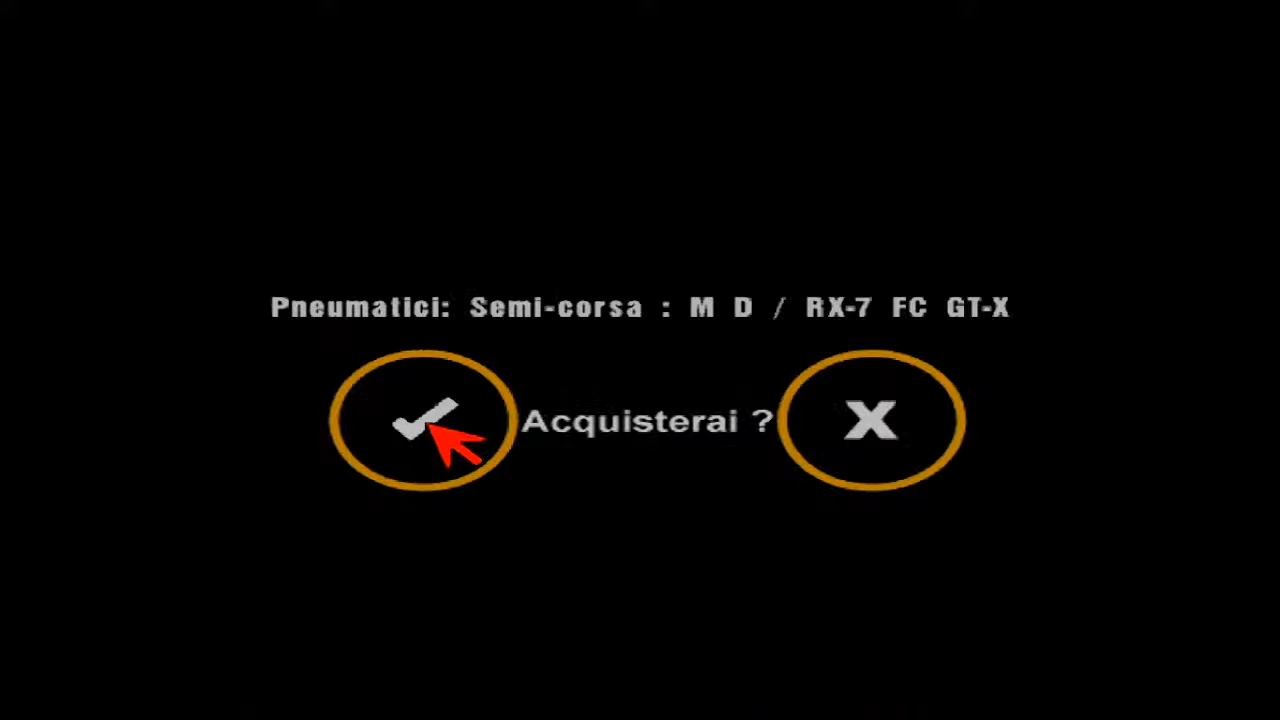 Pneumatici: Semi-corsa : M D / RX-7 FC GT-X
Acquisterai ?